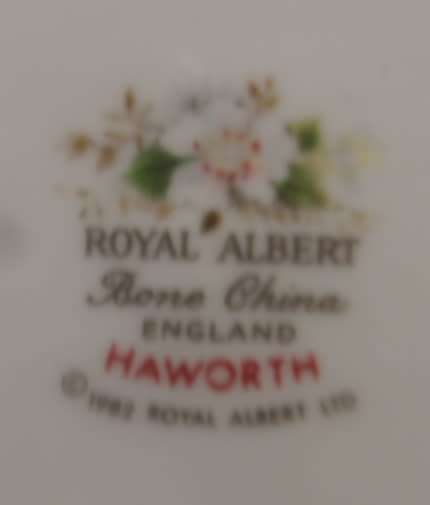 ROYAL ALBERT
Bone China
ENGLAND
HAWORTH
© 1982 ROYAL ALBERT LTD